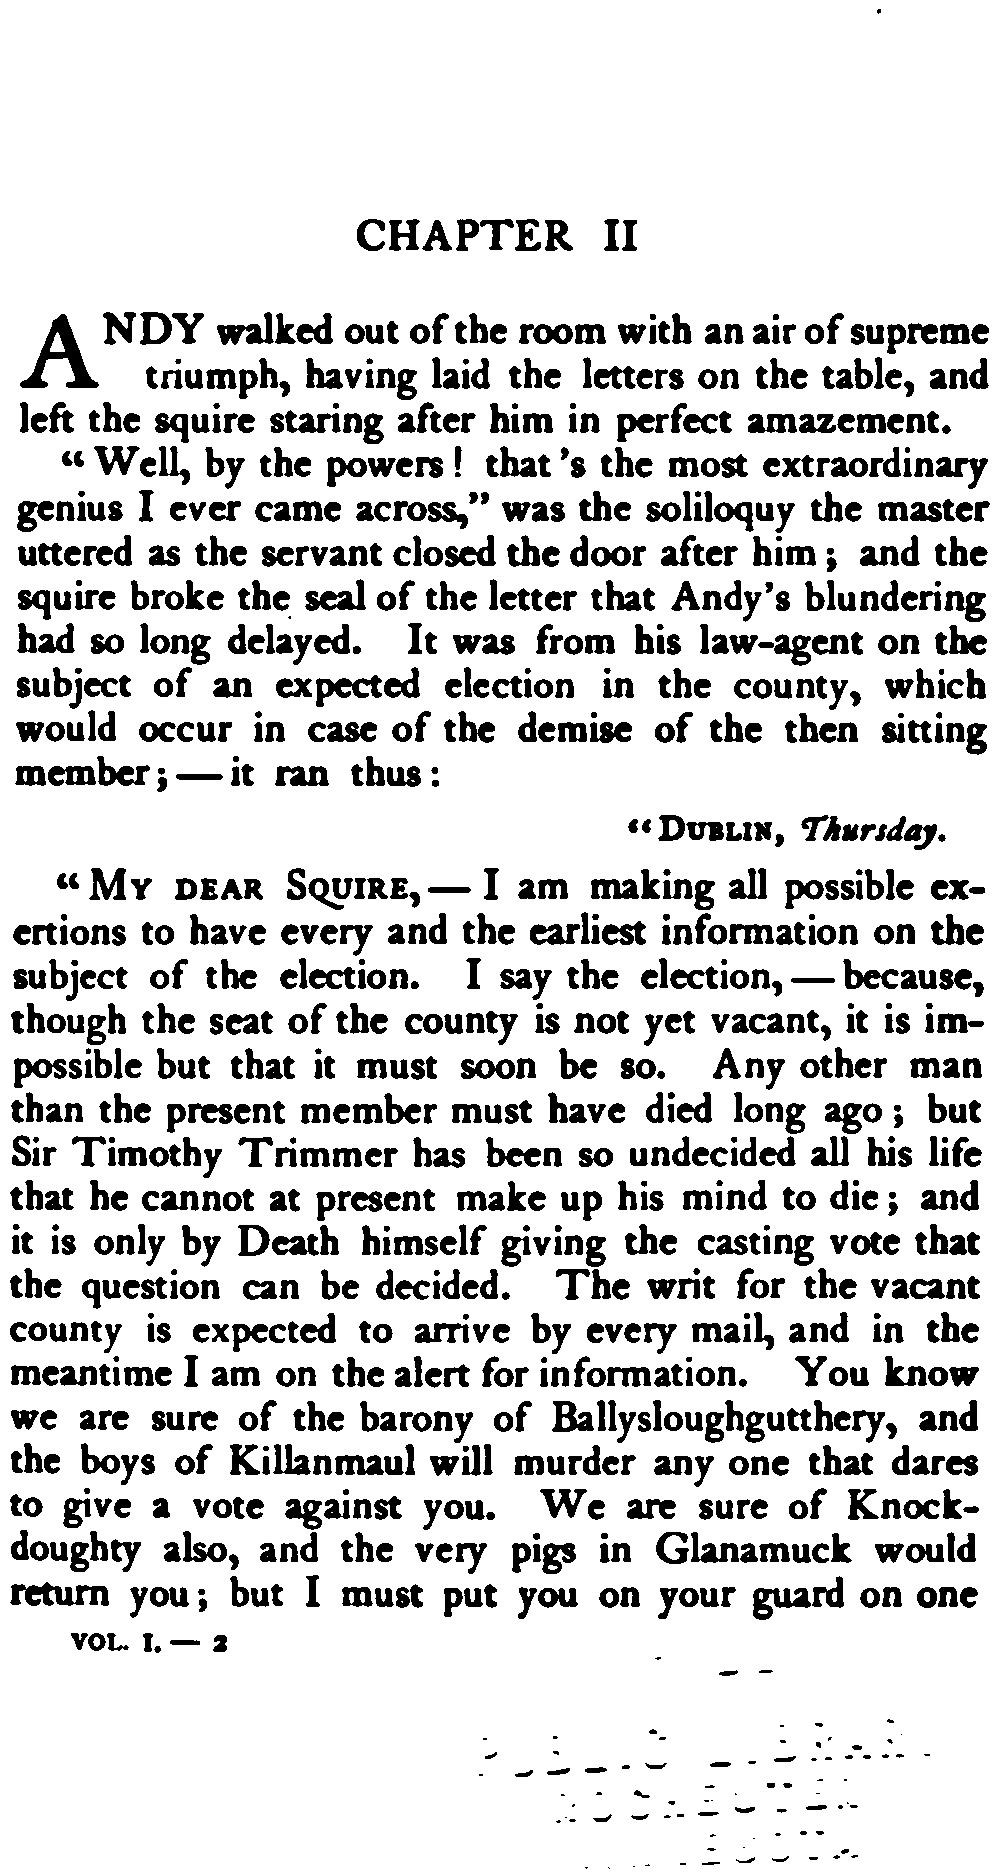 CHAPTER II
ANDY walked out of the room with an air of supreme
triumph, having laid the letters on the table, and
left the squire staring after him in perfect amazement.
“Well, by the powers! that's the most extraordinary
genius I ever came across,” was the soliloquy the master
uttered as the servant closed the door after him; and the
squire broke the seal of the letter that Andy's blundering
had so long delayed. It was from his law-agent on the
subject of an expected election in the county, which
would occur in case of the demise of the then sitting
member;—it ran thus:
“DUBLIN, Thursday.
“MY DEAR SQUIRE,—I am making all possible ex-
ertions to have every and the earliest information on the
subject of the election. I say the election,—because,
though the seat of the county is not yet vacant, it is im-
possible but that it must soon be so. Any other man
than the present member must have died long ago; but
Sir Timothy Trimmer has been so undecided all his life
that he cannot at present make up his mind to die; and
it is only by Death himself giving the casting vote that
the question can be decided. The writ for the vacant
county is expected to arrive by every mail, and in the
meantime I am on the alert for information. You know
we are sure of the barony of Ballysloughgutthery, and
the boys of Killanmaul will murder any one that dares
to give a vote against you. We are sure of Knock-
doughty also, and the very pigs in Glanamuck would
return you; but I must put you on your guard on one
VOL. I.—2